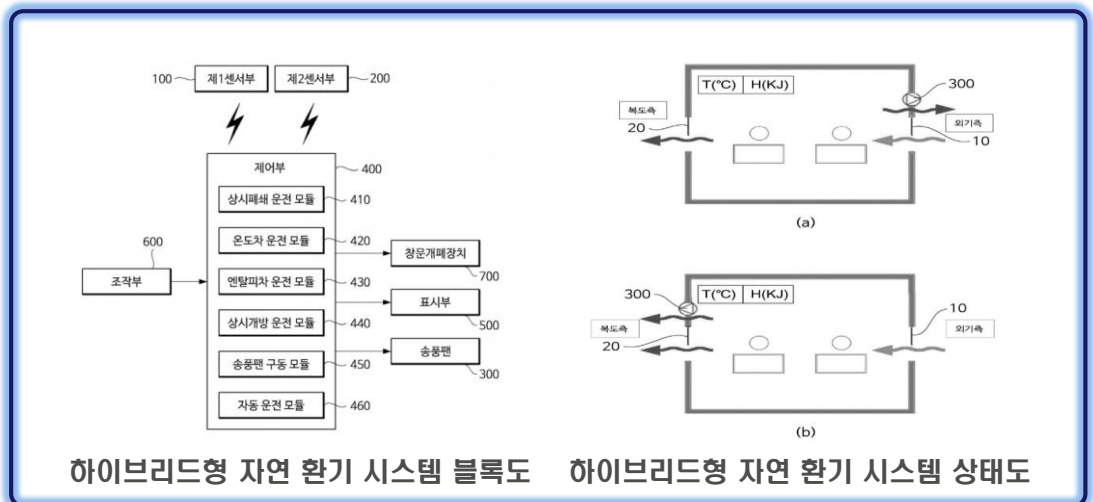 100
제1센서부
제2센서부
200
제어부
400
상시폐쇄 운전 모듈
410
온도차 운전 모듈
420
엔탈피차 운전 모듈
430
상시개방 운전 모듈
440
송풍팬 구동 모듈
450
자동 운전 모듈
460
600
조작부
창문개폐장치
700
표시부
500
송풍팬
300
하이브리드형 자연 환기 시스템 블록도
T(℃) H(KJ)
300
복도측
20
외기측
10
(a)
T(℃) H(KJ)
300
복도측
20
10
외기측
(b)
하이브리드형 자연 환기 시스템 상태도